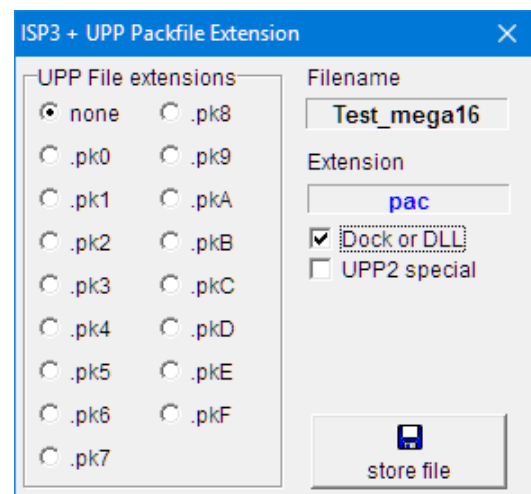 ISP3 + UPP Packfile Extension
UPP File extensions
none
.pk0
.pk1
.pk2
.pk3
.pk4
.pk5
.pk6
.pk7
.pk8
.pk9
.pkA
.pkB
.pkC
.pkD
.pkE
.pkF
Filename
Test_mega16
Extension
pac
Dock or DLL
UPP2 special
store file